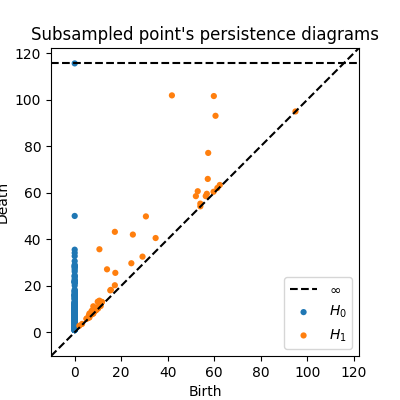 Subsampled point's persistence diagrams
120
100
80
60
40
20
0
Death
0 20 40 60 80 100 120
Birth
∞
H₀
H₁